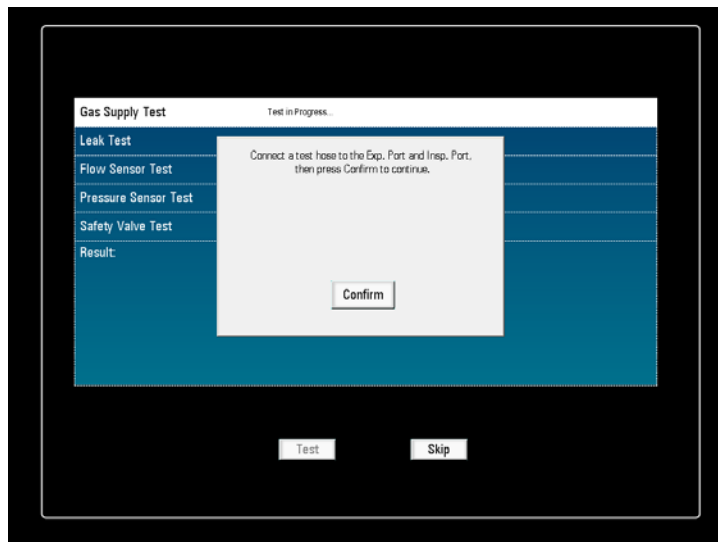 Gas Supply Test Test in Progress...
Leak Test
Connect a test hose to the Exp. Port and Insp. Port,
then press Confirm to continue.
Flow Sensor Test
Pressure Sensor Test
Safety Valve Test
Result:
Confirm
Test Skip